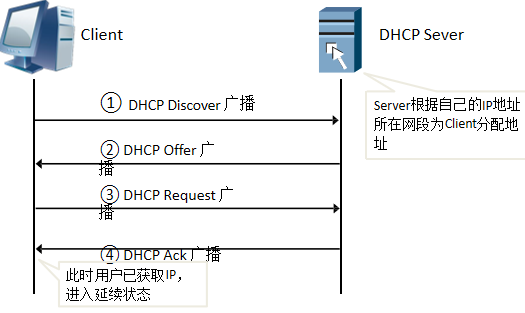 Client
DHCP Sever
① DHCP Discover 广播
Server根据自己的IP地址
所在网段为Client分配地
址
② DHCP Offer 广
播
③ DHCP Request 广
播
④ DHCP Ack 广播
此时用户已获取IP，
进入延续状态